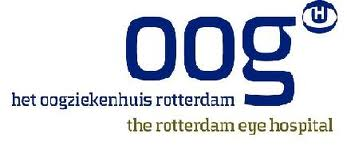 oog
H
het oogziekenhuis rotterdam
the rotterdam eye hospital